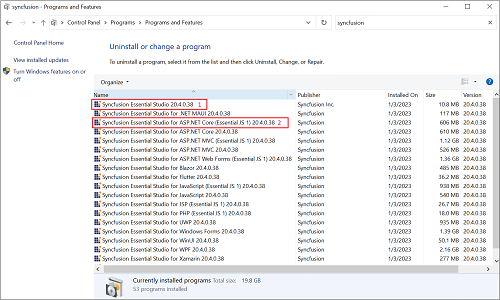 syncfusion
Control Panel > Programs > Programs and Features
syncfusion
Control Panel Home
View installed updates
Turn Windows features on or off
Uninstall or change a program
To uninstall a program, select it from the list and then click Uninstall, Change, or Repair.
Organize
Name Publisher Installed On Size Version
Syncfusion Essential Studio 20.4.0.38 1 Syncfusion Inc. 1/3/2023 10.8 MB 20.4.0.38
Syncfusion Essential Studio for .NET MAUI 20.4.0.38 Syncfusion 1/3/2023 117 MB 20.4.0.38
Syncfusion Essential Studio for ASP.NET Core (Essential JS 1) 20.4.0.38 2 Syncfusion 1/3/2023 606 MB 20.4.0.38
Syncfusion Essential Studio for ASP.NET Core 20.4.0.38 Syncfusion 1/3/2023 610 MB 20.4.0.38
Syncfusion Essential Studio for ASP.NET MVC (Essential JS 1) 20.4.0.38 Syncfusion 1/3/2023 1.12 GB 20.4.0.38
Syncfusion Essential Studio for ASP.NET MVC 20.4.0.38 Syncfusion 1/3/2023 526 MB 20.4.0.38
Syncfusion Essential Studio for ASP.NET Web Forms (Essential JS 1) 20.4.0.38 Syncfusion 1/3/2023 1.36 GB 20.4.0.38
Syncfusion Essential Studio for Blazor 20.4.0.38 Syncfusion 1/3/2023 485 MB 20.4.0.38
Syncfusion Essential Studio for Flutter 20.4.0.38 Syncfusion 1/3/2023 36.2 MB 20.4.0.38
Syncfusion Essential Studio for JavaScript (Essential JS 1) 20.4.0.38 Syncfusion 1/3/2023 938 MB 20.4.0.38
Syncfusion Essential Studio for JavaScript 20.4.0.38 Syncfusion 1/3/2023 540 MB 20.4.0.38
Syncfusion Essential Studio for JSP (Essential JS 1) 20.4.0.38 Syncfusion 1/3/2023 26.7 MB 20.4.0.38
Syncfusion Essential Studio for PHP (Essential JS 1) 20.4.0.38 Syncfusion 1/3/2023 18.0 MB 20.4.0.38
Syncfusion Essential Studio for UWP 20.4.0.38 Syncfusion 1/3/2023 935 MB 20.4.0.38
Syncfusion Essential Studio for Windows Forms 20.4.0.38 Syncfusion 1/3/2023 1.39 GB 20.4.0.38
Syncfusion Essential Studio for WinUI 20.4.0.38 Syncfusion 1/3/2023 50.1 MB 20.4.0.38
Syncfusion Essential Studio for WPF 20.4.0.38 Syncfusion 1/3/2023 2.16 GB 20.4.0.38
Syncfusion Essential Studio for Xamarin 20.4.0.38 Syncfusion 1/3/2023 277 MB 20.4.0.38
Currently installed programs Total size: 19.8 GB
53 programs installed